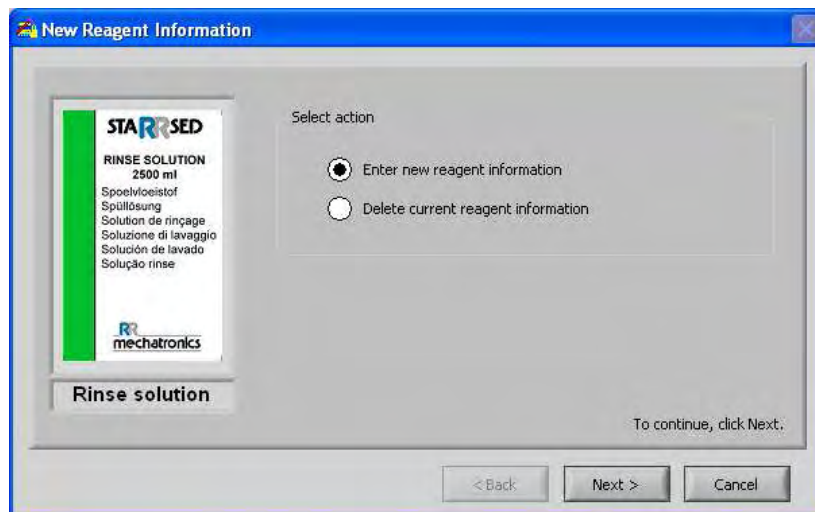 New Reagent Information
STARRSED
RINSE SOLUTION
2500 ml
Spoelvloeistof
Spüllösung
Solution de rinçage
Soluzione di lavaggio
Solución de lavado
Solução rinse
RR
mechatronics
Rinse solution
Select action
Enter new reagent information
Delete current reagent information
To continue, click Next.
< Back
Next >
Cancel